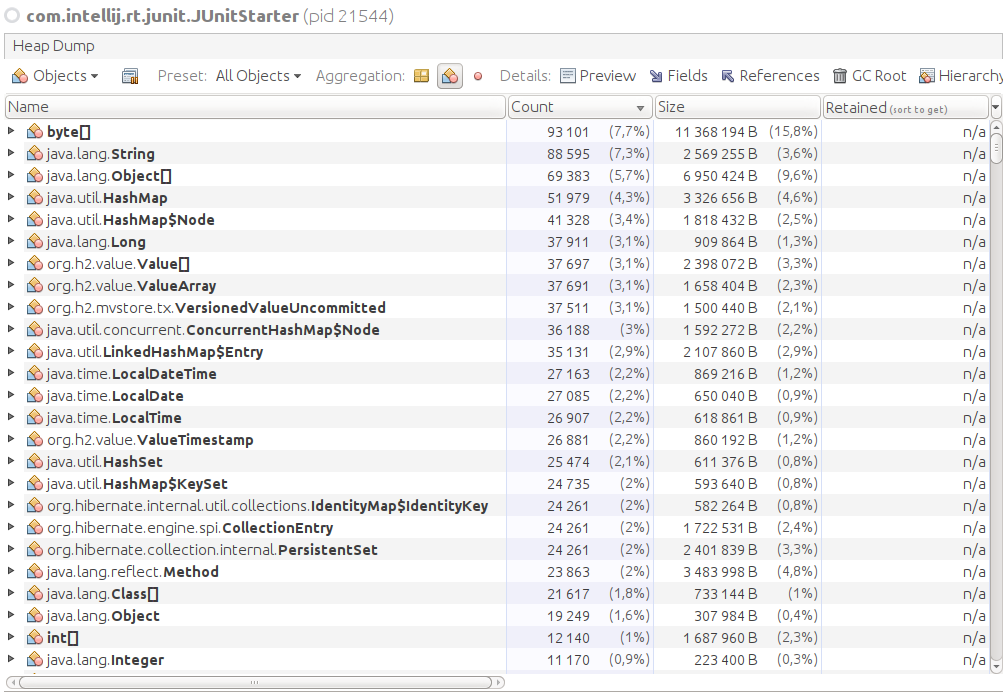 com.intellij.rt.junit.JUnitStarter (pid 21544)
Heap Dump
Objects Preset: All Objects Aggregation: Details: Preview Fields References GC Root Hierarchy
Name Count Size Retained (sort to get)
byte[] 93 101 (7,7%) 11 368 194 B (15,8%) n/a
java.lang.String 88 595 (7,3%) 2 569 255 B (3,6%) n/a
java.lang.Object[] 69 383 (5,7%) 6 950 424 B (9,6%) n/a
java.util.HashMap 51 979 (4,3%) 3 326 656 B (4,6%) n/a
java.util.HashMap$Node 41 328 (3,4%) 1 818 432 B (2,5%) n/a
java.lang.Long 37 911 (3,1%) 909 864 B (1,3%) n/a
org.h2.value.Value[] 37 697 (3,1%) 2 398 072 B (3,3%) n/a
org.h2.value.ValueArray 37 691 (3,1%) 1 658 404 B (2,3%) n/a
org.h2.mvstore.tx.VersionedValueUncommitted 37 511 (3,1%) 1 500 440 B (2,1%) n/a
java.util.concurrent.ConcurrentHashMap$Node 36 188 (3%) 1 592 272 B (2,2%) n/a
java.util.LinkedHashMap$Entry 35 131 (2,9%) 2 107 860 B (2,9%) n/a
java.time.LocalDateTime 27 163 (2,2%) 869 216 B (1,2%) n/a
java.time.LocalDate 27 085 (2,2%) 650 040 B (0,9%) n/a
java.time.LocalTime 26 907 (2,2%) 618 861 B (0,9%) n/a
org.h2.value.ValueTimestamp 26 881 (2,2%) 860 192 B (1,2%) n/a
java.util.HashSet 25 474 (2,1%) 611 376 B (0,8%) n/a
java.util.HashMap$KeySet 24 735 (2%) 593 640 B (0,8%) n/a
org.hibernate.internal.util.collections.IdentityMap$IdentityKey 24 261 (2%) 582 264 B (0,8%) n/a
org.hibernate.engine.spi.CollectionEntry 24 261 (2%) 1 722 531 B (2,4%) n/a
org.hibernate.collection.internal.PersistentSet 24 261 (2%) 2 401 839 B (3,3%) n/a
java.lang.reflect.Method 23 863 (2%) 3 483 998 B (4,8%) n/a
java.lang.Class[] 21 617 (1,8%) 733 144 B (1%) n/a
java.lang.Object 19 249 (1,6%) 307 984 B (0,4%) n/a
int[] 12 140 (1%) 1 687 960 B (2,3%) n/a
java.lang.Integer 11 170 (0,9%) 223 400 B (0,3%) n/a